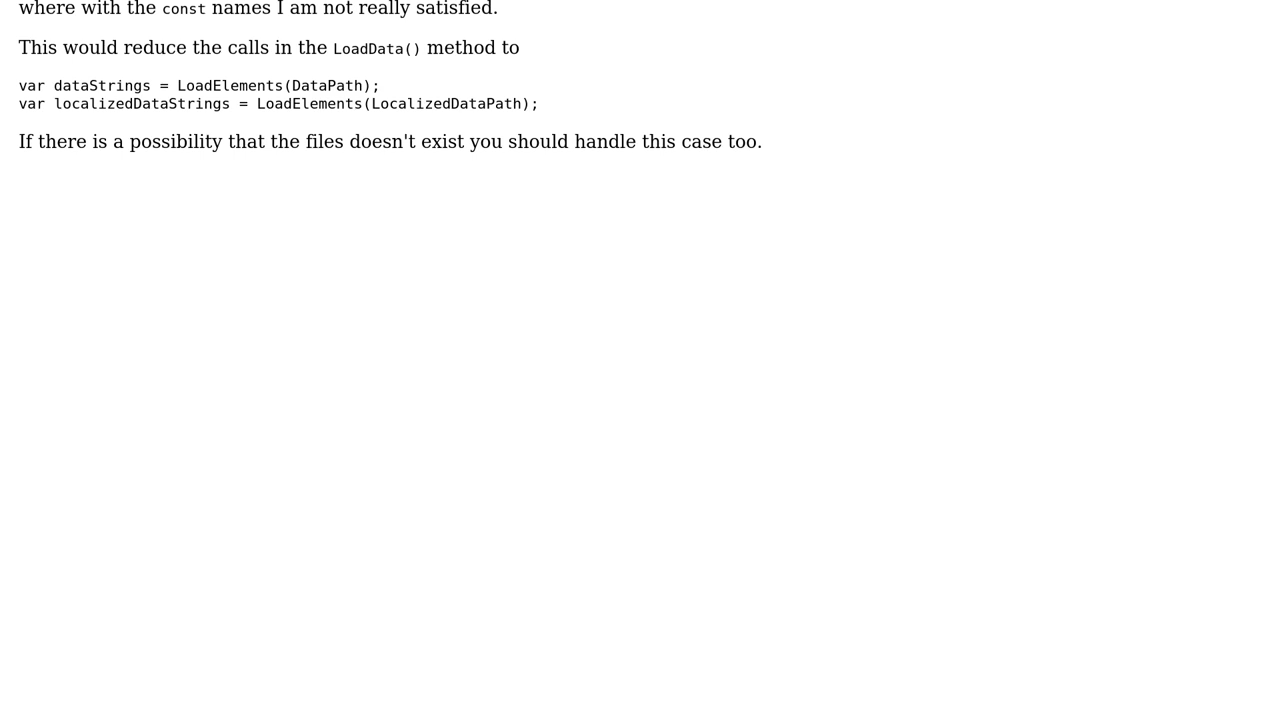 where with the const names I am not really satisfied.
This would reduce the calls in the LoadData() method to
var dataStrings = LoadElements(DataPath);
var localizedDataStrings = LoadElements(LocalizedDataPath);
If there is a possibility that the files doesn't exist you should handle this case too.